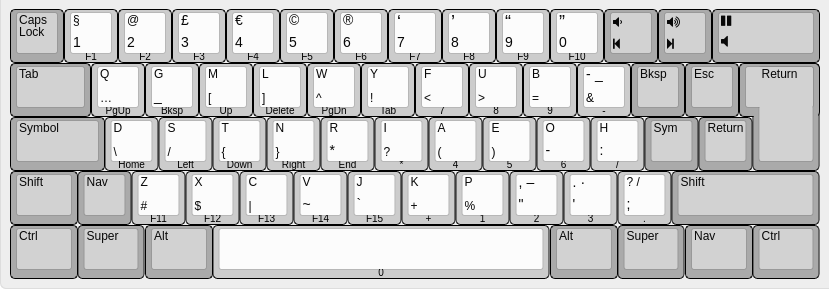 Caps Lock § @ £ € © ® ‘ ’ “ ”
1 2 3 4 5 6 7 8 9 0
F1 F2 F3 F4 F5 F6 F7 F8 F9 F10
Tab Q G M L W Y F U B - _ Bksp Esc Return
… _ [ ] ^ ! < > = &
PgUp Bksp Up Delete PgDn Tab 7 8 9 -
Symbol D S T N R I A E O H Sym Return
\ / { } * ? ( ) - :
Home Left Down Right End * 4 5 6 /
Shift Nav Z X C V J K P , – . · ? / Shift
# $ | ~ ` + % " ' ;
F11 F12 F13 F14 F15 + 1 2 3 .
Ctrl Super Alt Alt Super Nav Ctrl
0